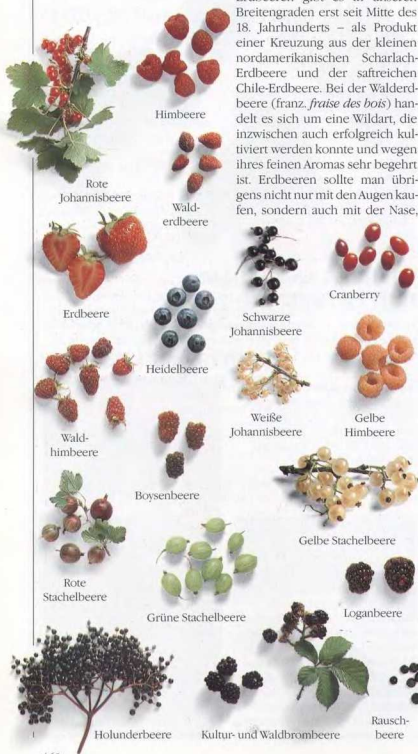 Breitengraden erst seit Mitte des
18. Jahrhunderts – als Produkt
einer Kreuzung aus der kleinen
nordamerikanischen Scharlach-
Erdbeere und der saftreichen
Chile-Erdbeere. Bei der Walderd-
beere (franz. fraise des bois) han-
delt es sich um eine Wildart, die
inzwischen auch erfolgreich kul-
tiviert werden konnte und wegen
ihres feinen Aromas sehr begehrt
ist. Erdbeeren sollte man übri-
gens nicht nur mit den Augen kau-
fen, sondern auch mit der Nase,
Himbeere
Rote
Johannisbeere
Wald-
erdbeere
Erdbeere
Heidelbeere
Schwarze
Johannisbeere
Cranberry
Wald-
himbeere
Boysenbeere
Weiße
Johannisbeere
Gelbe
Himbeere
Rote
Stachelbeere
Grüne Stachelbeere
Gelbe Stachelbeere
Loganbeere
1
Holunderbeere
Kultur- und Waldbrombeere
Rausch-
beere